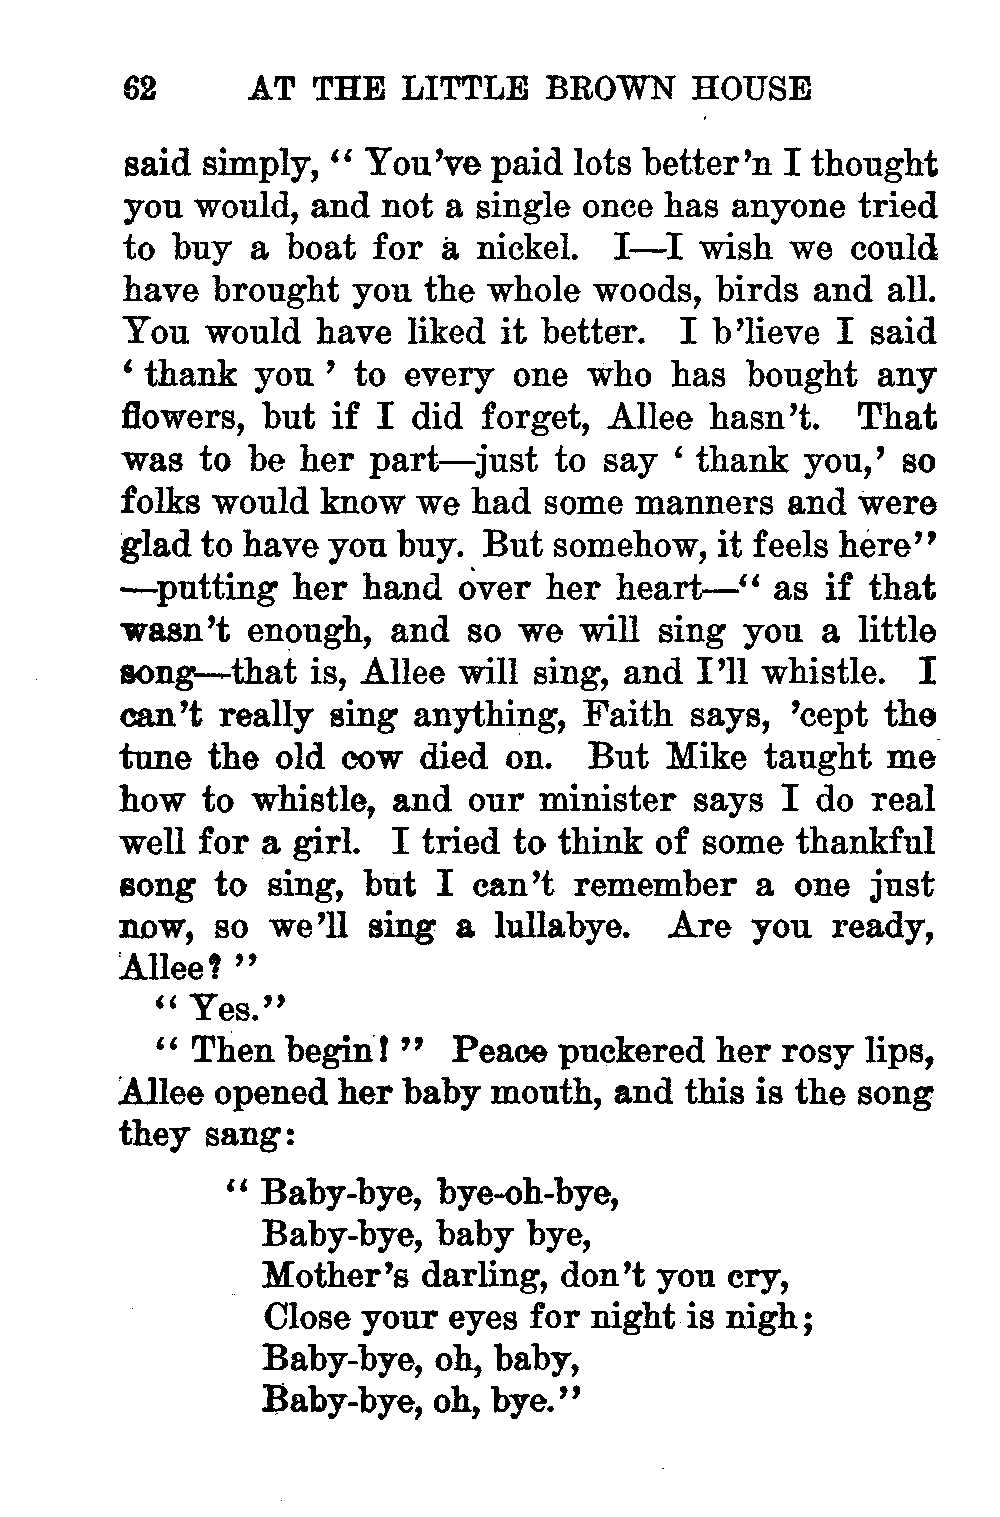 62 AT THE LITTLE BROWN HOUSE
said simply, “ You’ve paid lots better’n I thought
you would, and not a single once has anyone tried
to buy a boat for a nickel. I—I wish we could
have brought you the whole woods, birds and all.
You would have liked it better. I b’lieve I said
‘ thank you ’ to every one who has bought any
flowers, but if I did forget, Allee hasn’t. That
was to be her part—just to say ‘ thank you,’ so
folks would know we had some manners and were
glad to have you buy. But somehow, it feels here”
—putting her hand over her heart—“ as if that
wasn’t enough, and so we will sing you a little
song—that is, Allee will sing, and I’ll whistle. I
can’t really sing anything, Faith says, ’cept the
tune the old cow died on. But Mike taught me
how to whistle, and our minister says I do real
well for a girl. I tried to think of some thankful
song to sing, but I can’t remember a one just
now, so we’ll sing a lullabye. Are you ready,
Allee? ”
“ Yes.”
“ Then begin! ” Peace puckered her rosy lips,
Allee opened her baby mouth, and this is the song
they sang:
“ Baby-bye, bye-oh-bye,
Baby-bye, baby bye,
Mother’s darling, don’t you cry,
Close your eyes for night is nigh;
Baby-bye, oh, baby,
Baby-bye, oh, bye.”